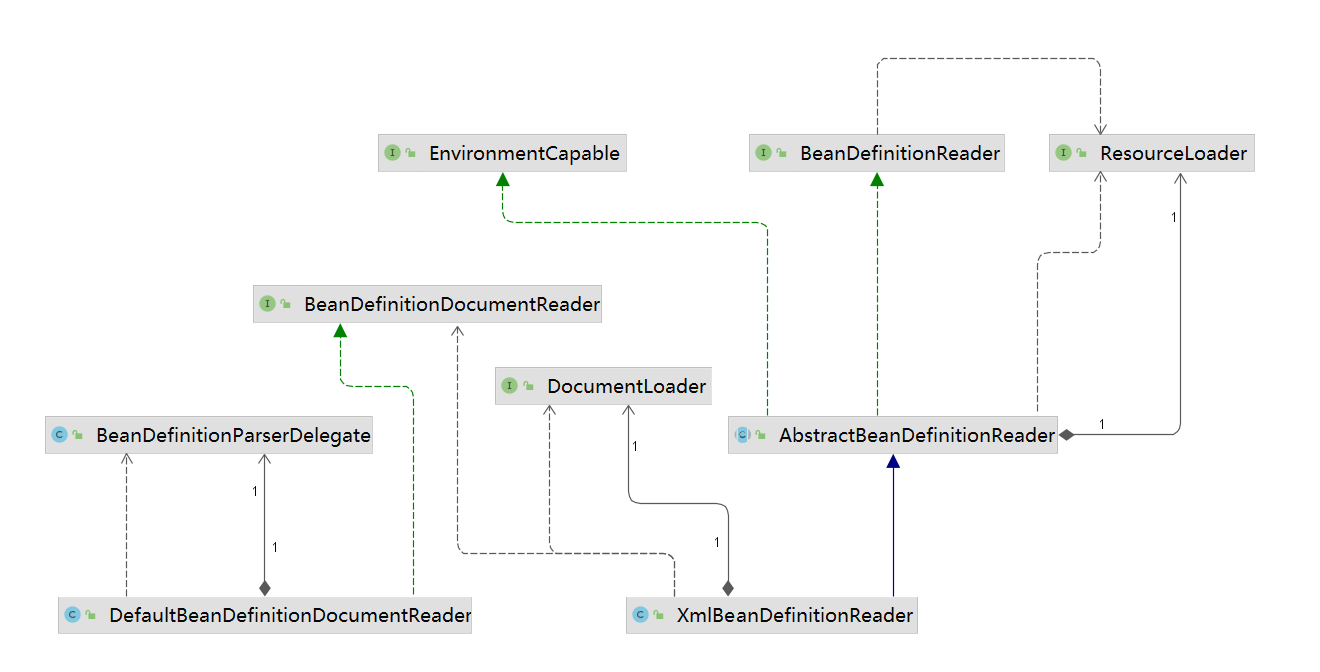 I EnvironmentCapable
I BeanDefinitionReader
I ResourceLoader
1
I BeanDefinitionDocumentReader
I DocumentLoader
C BeanDefinitionParserDelegate
C AbstractBeanDefinitionReader
1
1
1
1
1
C DefaultBeanDefinitionDocumentReader
C XmlBeanDefinitionReader